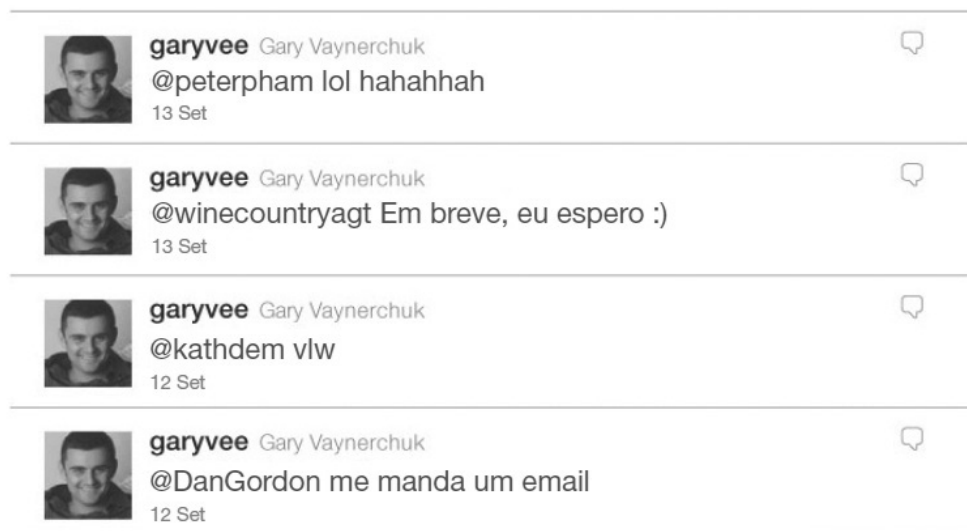 garyvee Gary Vaynerchuk
@peterpham lol hahahhah
13 Set
garyvee Gary Vaynerchuk
@winecountryagt Em breve, eu espero :)
13 Set
garyvee Gary Vaynerchuk
@kathdem vlw
12 Set
garyvee Gary Vaynerchuk
@DanGordon me manda um email
12 Set